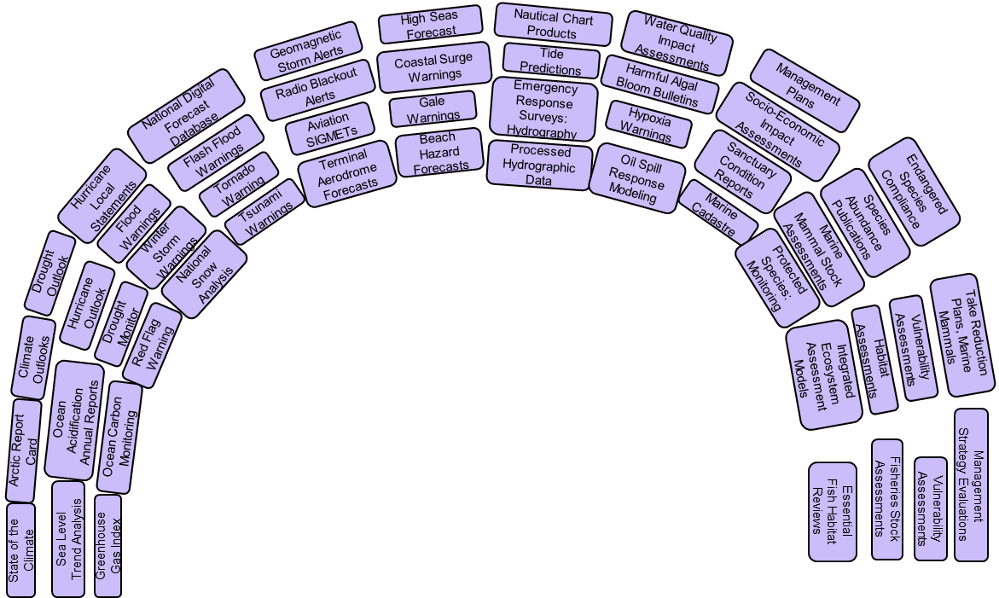 State of the
Climate
Sea Level
Trend Analysis
Greenhouse
Gas Index
Arctic Report
Card
Ocean
Acidification
Annual Reports
Ocean Carbon
Monitoring
Climate
Outlooks
Drought
Outlook
Hurricane
Outlook
Drought
Monitor
Red Flag
Warning
Hurricane
Local
Statements
Flood
Warnings
Winter
Storm
Warnings
National
Snow
Analysis
National Digital
Forecast
Database
Flash Flood
Warnings
Tornado
Warning
Tsunami
Warnings
Geomagnetic
Storm Alerts
Radio Blackout
Alerts
Aviation
SIGMETs
Terminal
Aerodrome
Forecasts
High Seas
Forecast
Coastal Surge
Warnings
Gale
Warnings
Beach
Hazard
Forecasts
Nautical Chart
Products
Tide
Predictions
Emergency
Response
Surveys:
Hydrography
Processed
Hydrographic
Data
Water Quality
Impact
Assessments
Harmful Algal
Bloom Bulletins
Hypoxia
Warnings
Oil Spill
Response
Modeling
Management
Plans
Socio-Economic
Impact
Assessments
Sanctuary
Condition
Reports
Marine
Cadastre
Endangered
Species
Compliance
Species
Abundance
Publications
Marine
Mammal Stock
Assessments
Protected
Species:
Monitoring
Take Reduction
Plans, Marine
Mammals
Vulnerability
Assessments
Habitat
Assessments
Integrated
Ecosystem
Assessment
Models
Management
Strategy Evaluations
Vulnerability
Assessments
Fisheries Stock
Assessments
Essential
Fish Habitat
Reviews